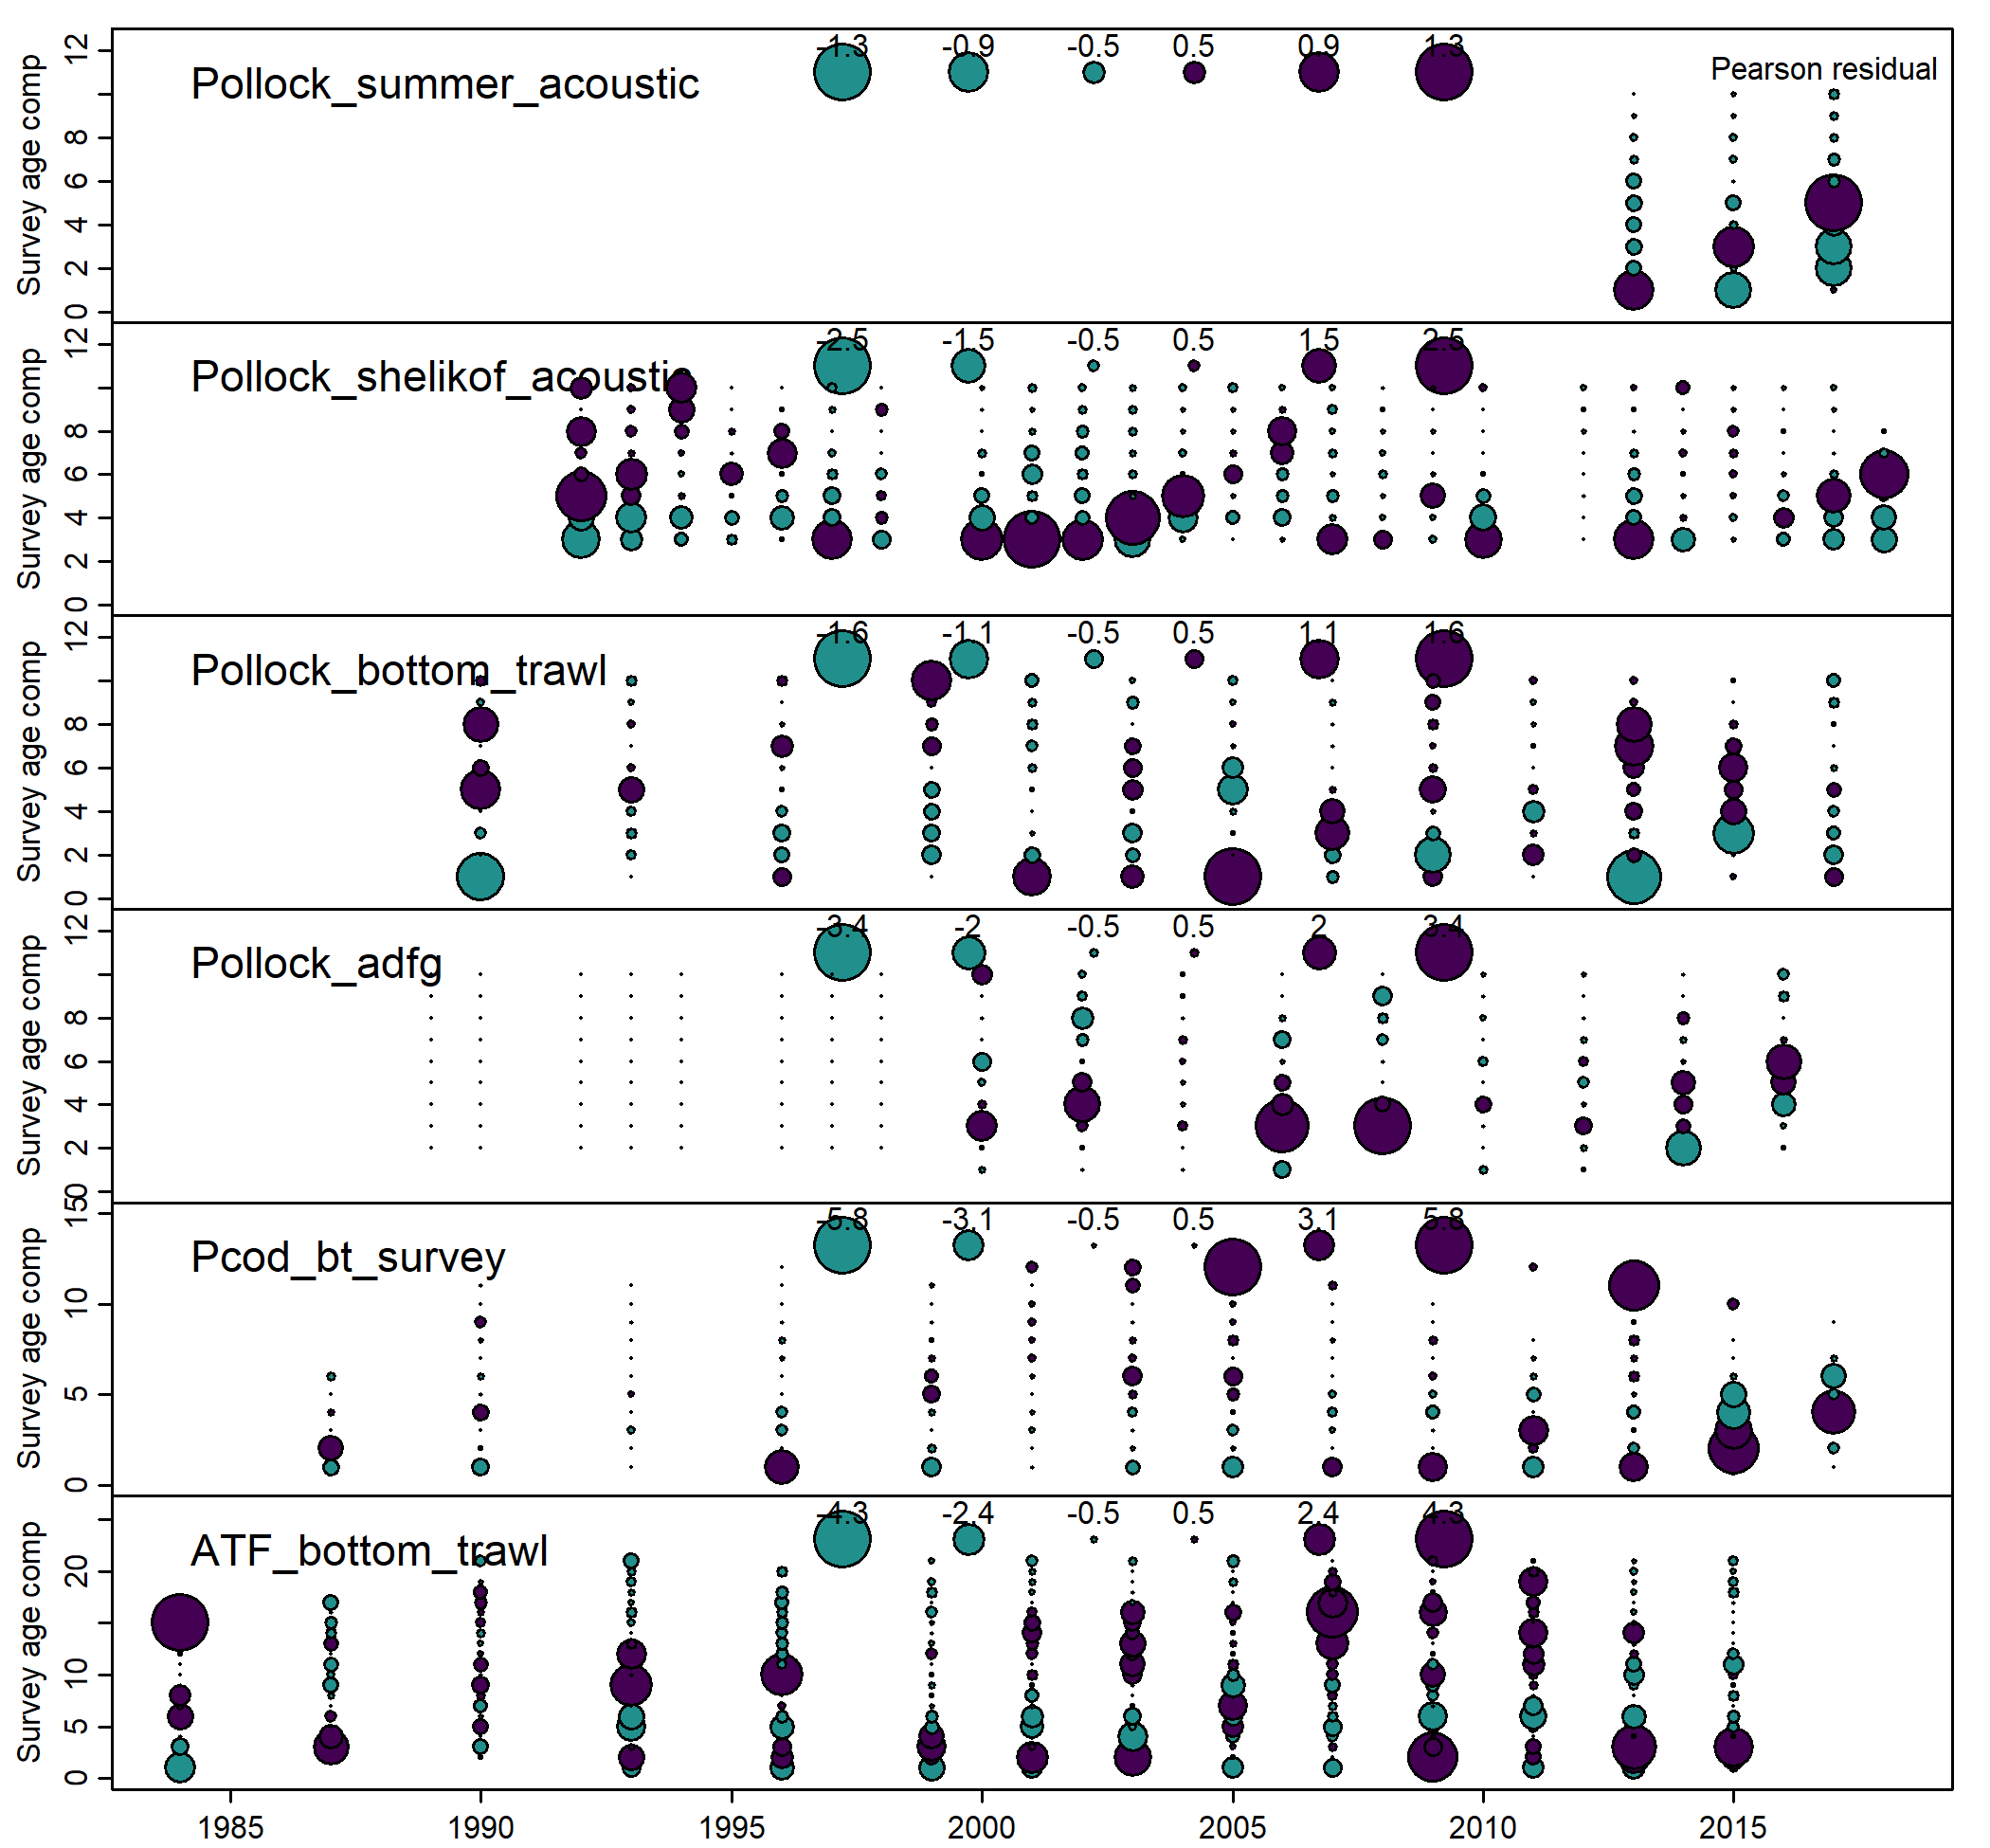 Survey age comp
0 2 4 6 8 12
Pollock_summer_acoustic
-1.3 -0.9 -0.5 0.5 0.9 1.3
Pearson residual
Survey age comp
0 2 4 6 8 12
Pollock_shelikof_acoustic
-2.5 -1.5 -0.5 0.5 1.5 2.5
Survey age comp
0 2 4 6 8 12
Pollock_bottom_trawl
-1.6 -1.1 -0.5 0.5 1.1 1.6
Survey age comp
0 2 4 6 8 12
Pollock_adfg
-3.4 -2 -0.5 0.5 2 3.4
Survey age comp
0 5 10 15
Pcod_bt_survey
-5.8 -3.1 -0.5 0.5 3.1 5.8
Survey age comp
0 5 10 20
ATF_bottom_trawl
-4.3 -2.4 -0.5 0.5 2.4 4.3
1985 1990 1995 2000 2005 2010 2015